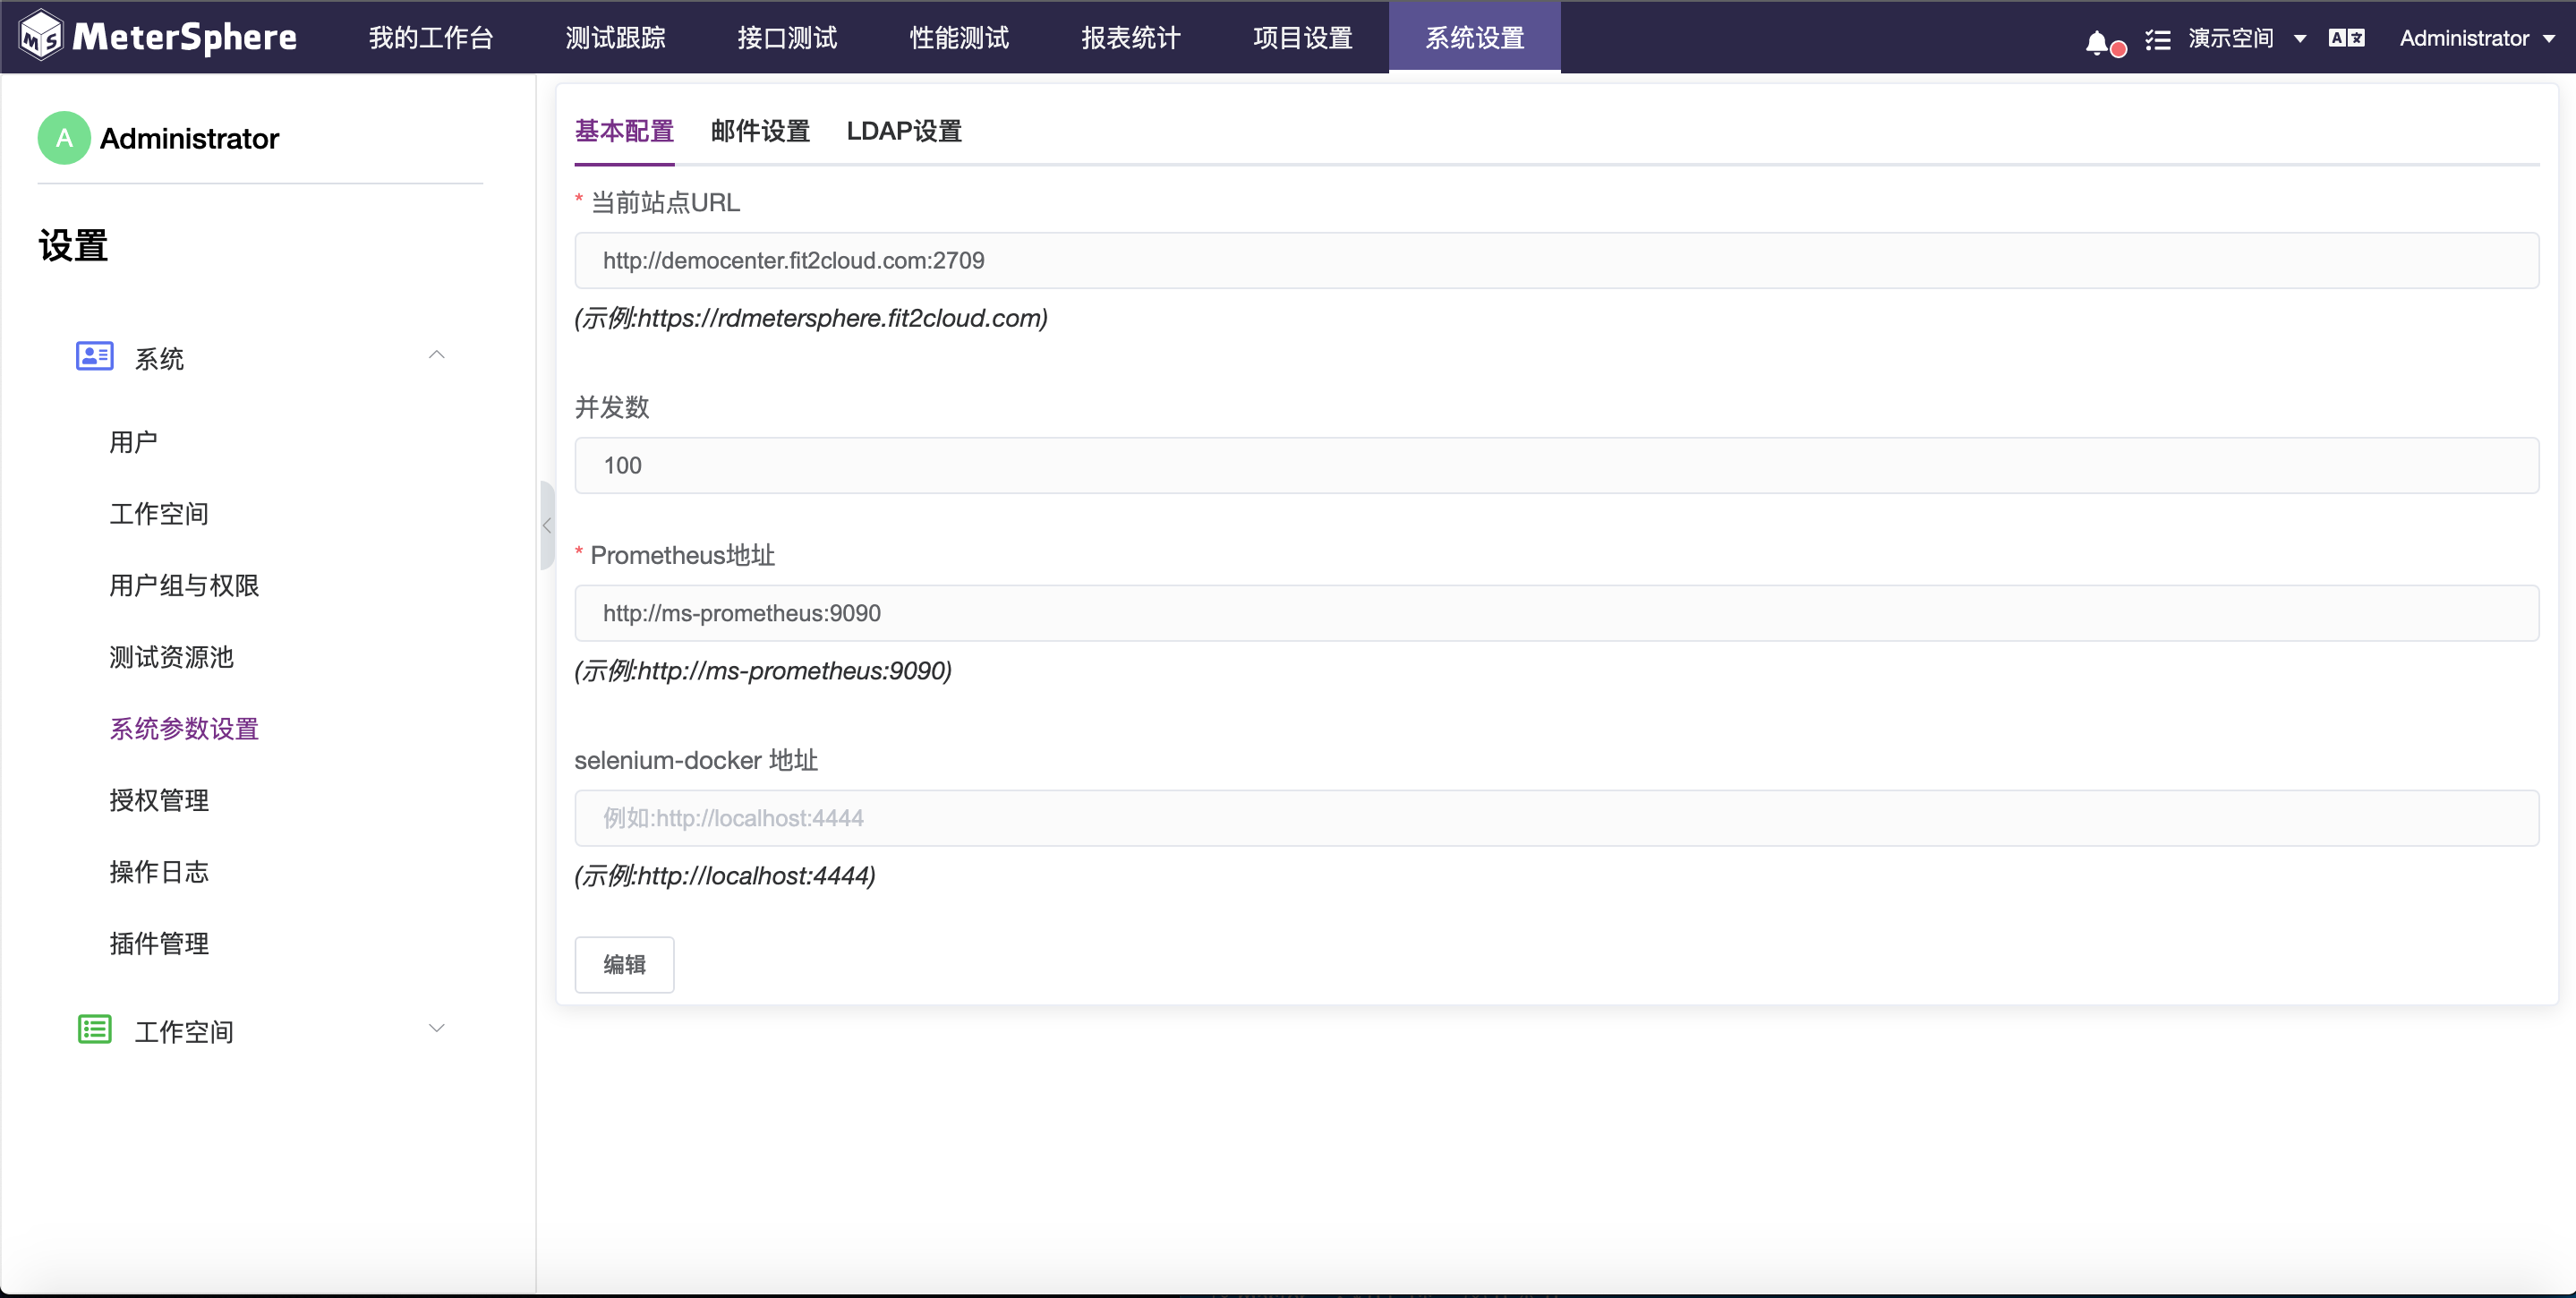 MS MeterSphere 我的工作台 测试跟踪 接口测试 性能测试 报表统计 项目设置 系统设置 演示空间 Administrator
A Administrator
设置
系统
用户
工作空间
用户组与权限
测试资源池
系统参数设置
授权管理
操作日志
插件管理
工作空间
基本配置 邮件设置 LDAP设置
* 当前站点URL
http://democenter.fit2cloud.com:2709
(示例:https://rdmetersphere.fit2cloud.com)
并发数
100
* Prometheus地址
http://ms-prometheus:9090
(示例:http://ms-prometheus:9090)
selenium-docker 地址
例如:http://localhost:4444
(示例:http://localhost:4444)
编辑